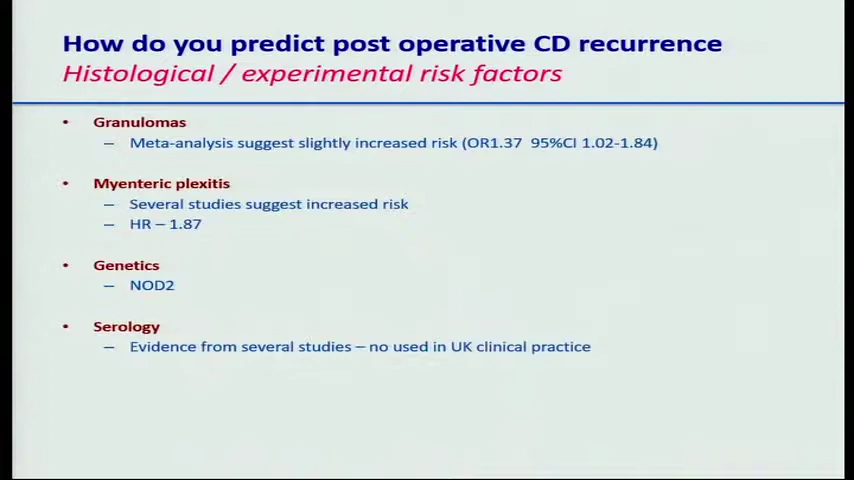 How do you predict post operative CD recurrence
Histological / experimental risk factors
• Granulomas
– Meta-analysis suggest slightly increased risk (OR1.37 95%CI 1.02-1.84)
• Myenteric plexitis
– Several studies suggest increased risk
– HR – 1.87
• Genetics
– NOD2
• Serology
– Evidence from several studies – no used in UK clinical practice